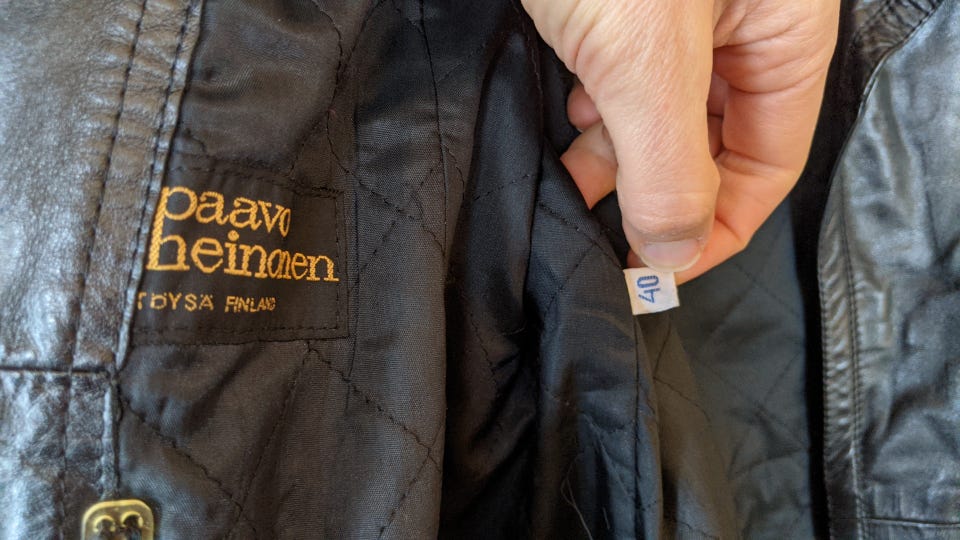 paavo
heinonen
TÖYSÄ FINLAND
40